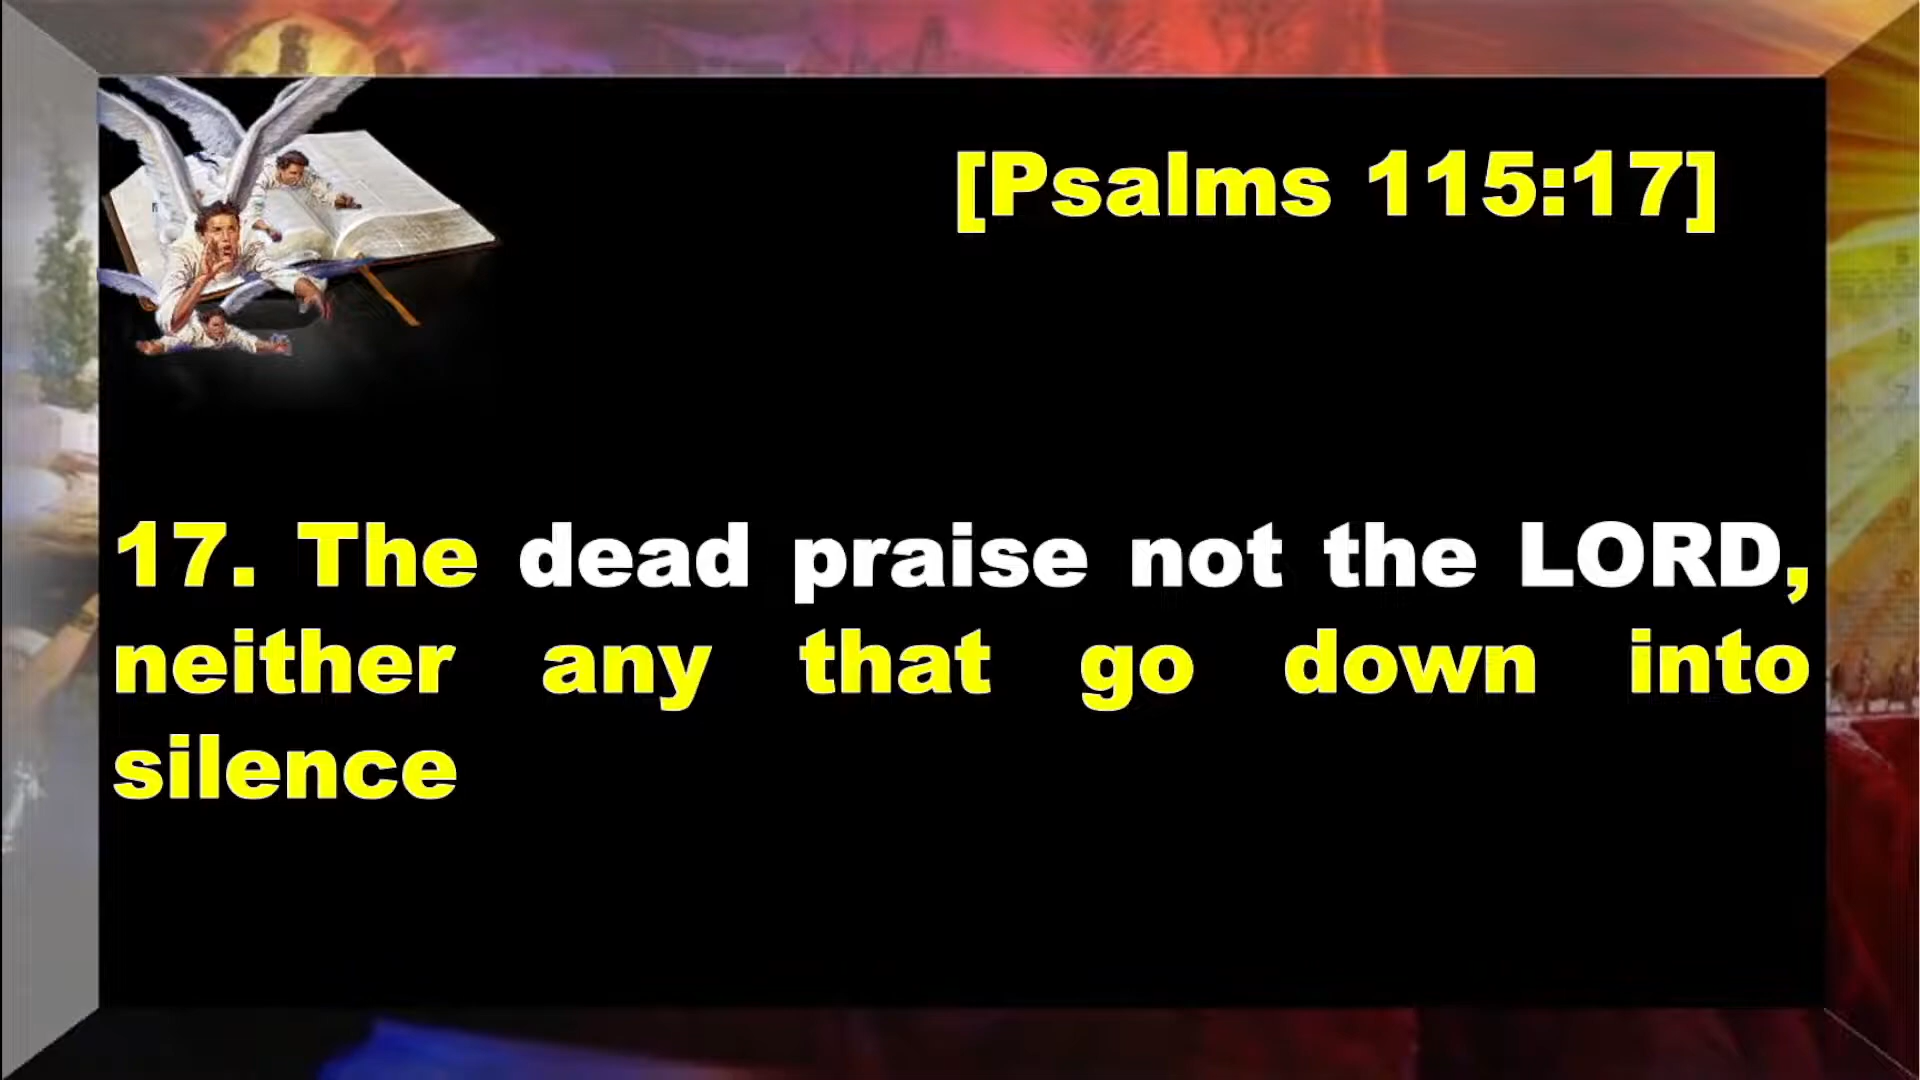 [Psalms 115:17]
17. The dead praise not the LORD,
neither any that go down into
silence